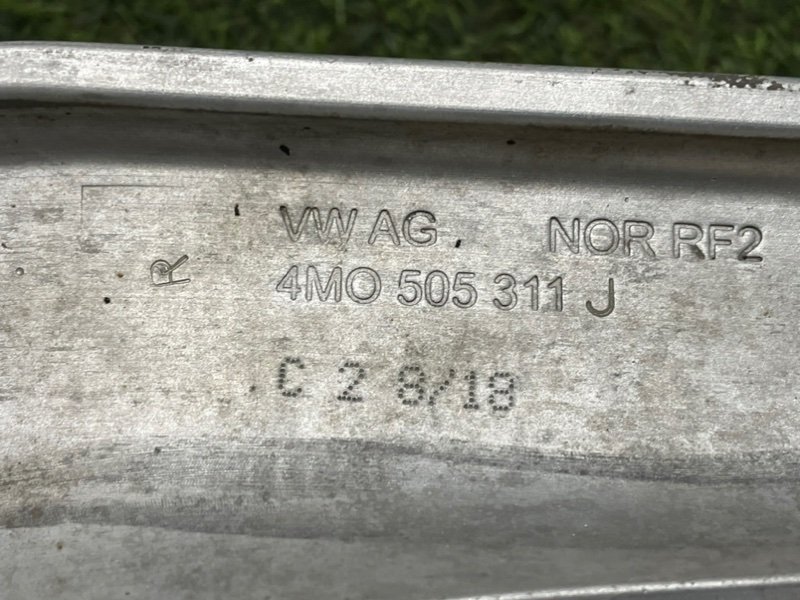 VW AG . NOR RF2
R
4M0 505 311 J
C 2 8/18